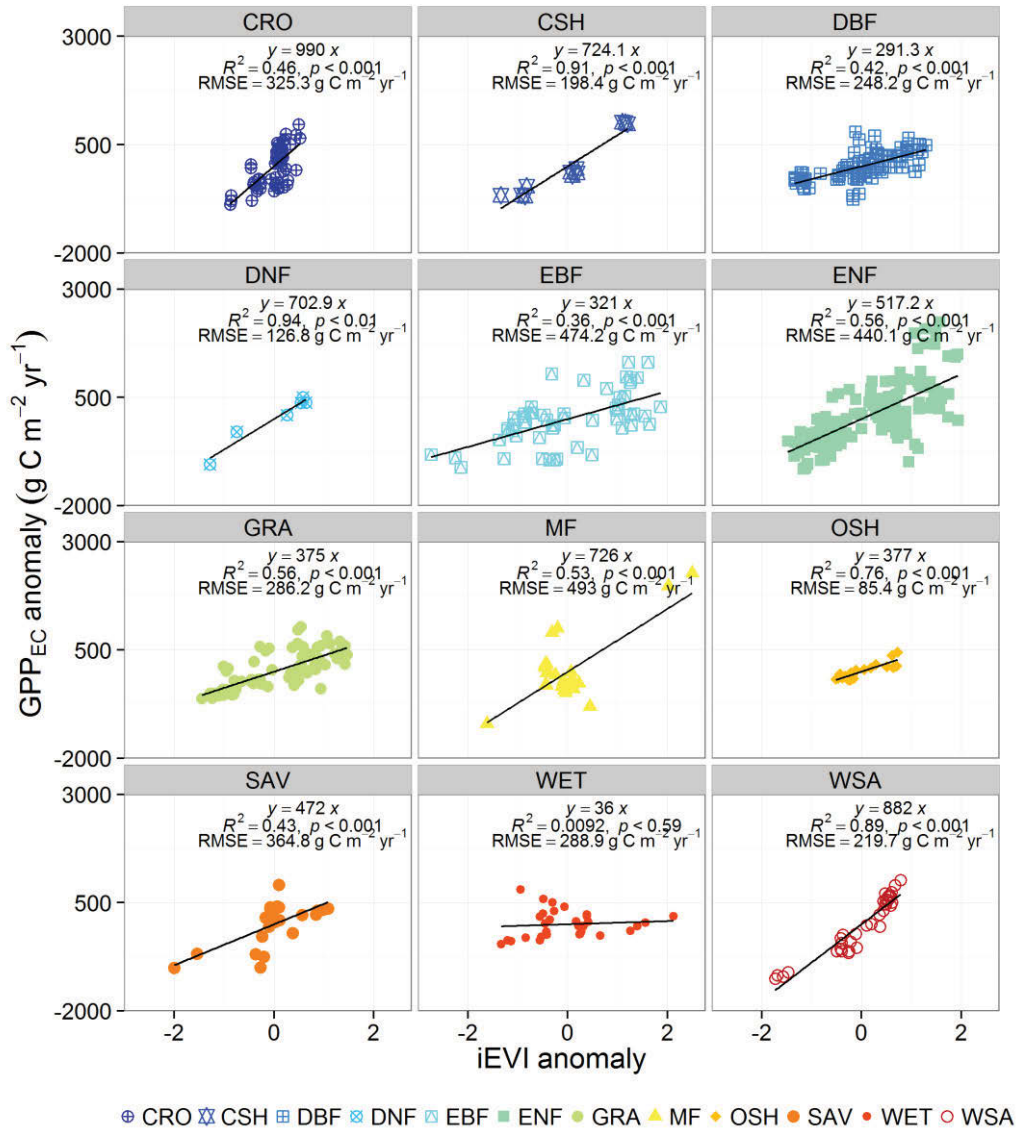 CRO
CSH
DBF
3000
500
-2000
y = 990 x
R² = 0.46, p < 0.001
RMSE = 325.3 g C m⁻² yr⁻¹
y = 724.1 x
R² = 0.91, p < 0.001
RMSE = 198.4 g C m⁻² yr⁻¹
y = 291.3 x
R² = 0.42, p < 0.001
RMSE = 248.2 g C m⁻² yr⁻¹
DNF
EBF
ENF
3000
500
-2000
y = 702.9 x
R² = 0.94, p < 0.01
RMSE = 126.8 g C m⁻² yr⁻¹
y = 321 x
R² = 0.36, p < 0.001
RMSE = 474.2 g C m⁻² yr⁻¹
y = 517.2 x
R² = 0.56, p < 0.001
RMSE = 440.1 g C m⁻² yr⁻¹
GRA
MF
OSH
3000
500
-2000
y = 375 x
R² = 0.56, p < 0.001
RMSE = 286.2 g C m⁻² yr⁻¹
y = 726 x
R² = 0.53, p < 0.001
RMSE = 493 g C m⁻² yr⁻¹
y = 377 x
R² = 0.76, p < 0.001
RMSE = 85.4 g C m⁻² yr⁻¹
SAV
WET
WSA
3000
500
-2000
y = 472 x
R² = 0.43, p < 0.001
RMSE = 364.8 g C m⁻² yr⁻¹
y = 36 x
R² = 0.0092, p < 0.59
RMSE = 288.9 g C m⁻² yr⁻¹
y = 882 x
R² = 0.89, p < 0.001
RMSE = 219.7 g C m⁻² yr⁻¹
-2 0 2
-2 0 2
-2 0 2
GPP_EC anomaly (g C m⁻² yr⁻¹)
iEVI anomaly
CRO CSH DBF DNF EBF ENF GRA MF OSH SAV WET WSA